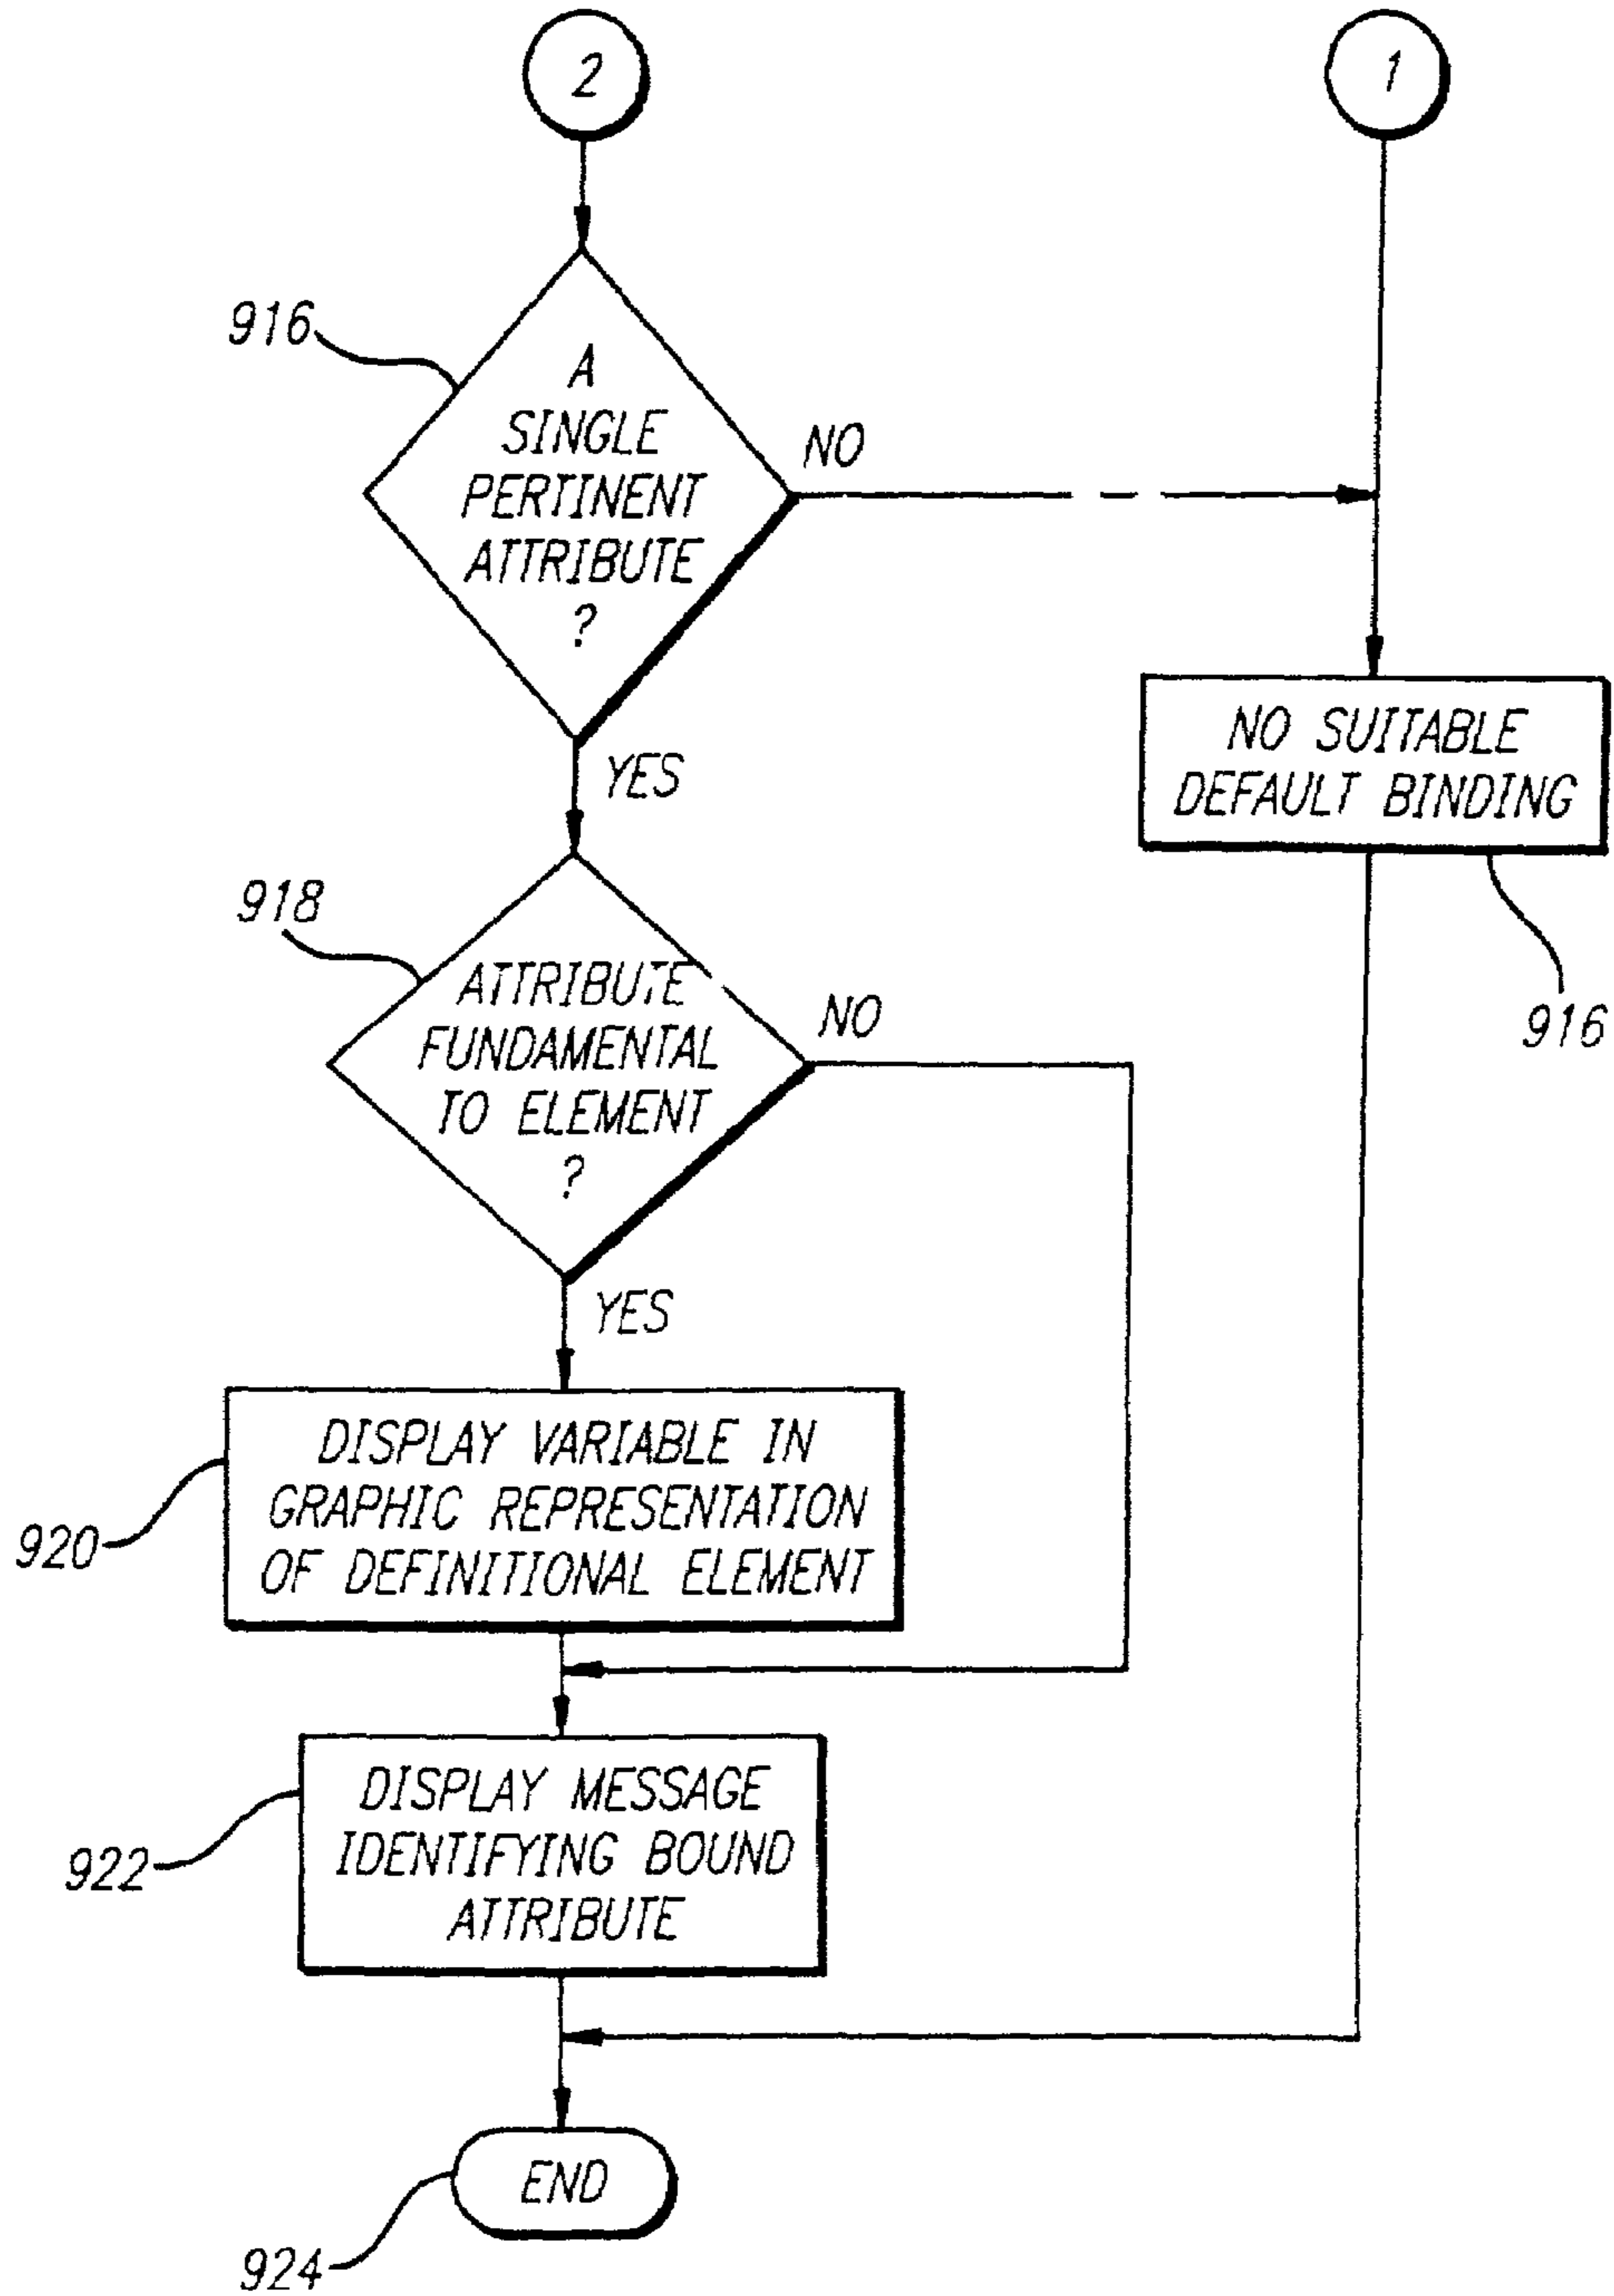 2
1
916
A
SINGLE
PERTINENT
ATTRIBUTE
?
NO
YES
NO SUITABLE
DEFAULT BINDING
916
918
ATTRIBUTE
FUNDAMENTAL
TO ELEMENT
?
NO
YES
920
DISPLAY VARIABLE IN
GRAPHIC REPRESENTATION
OF DEFINITIONAL ELEMENT
922
DISPLAY MESSAGE
IDENTIFYING BOUND
ATTRIBUTE
END
924